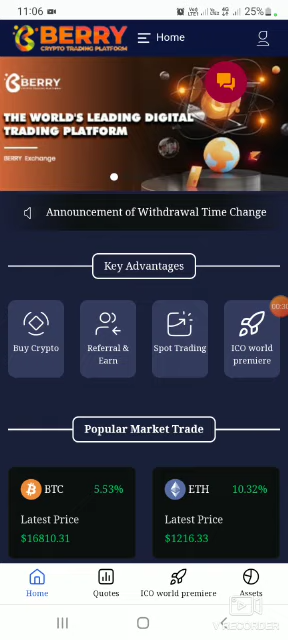 11:06
25%
BERRY
CRYPTO TRADING PLATFORM
Home
BERRY
THE WORLD'S LEADING DIGITAL
TRADING PLATFORM
BERRY Exchange
Announcement of Withdrawal Time Change
Key Advantages
Buy Crypto
Referral &
Earn
Spot Trading
ICO world
premiere
Popular Market Trade
BTC 5.53%
Latest Price
$16810.31
ETH 10.32%
Latest Price
$1216.33
Home
Quotes
ICO world premiere
Assets
RECORDER